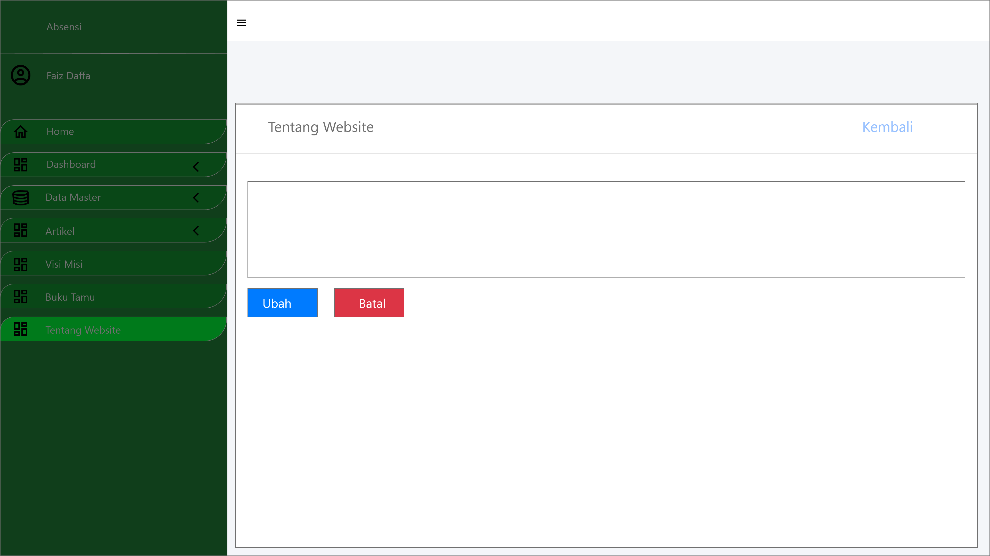 Absensi
Faiz Daffa
Home
Dashboard
Data Master
Artikel
Visi Misi
Buku Tamu
Tentang Website
Tentang Website
Kembali
Ubah
Batal